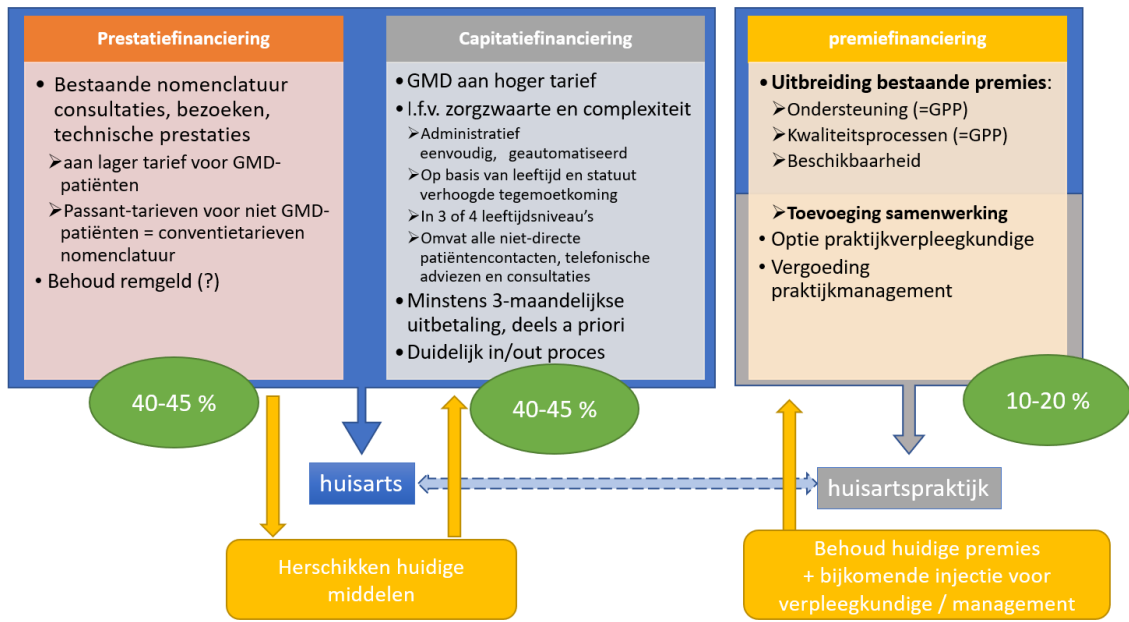 Prestatiefinanciering
• Bestaande nomenclatuur
consultaties, bezoeken,
technische prestaties
➢aan lager tarief voor GMD-
patiënten
➢Passant-tarieven voor niet GMD-
patiënten = conventietarieven
nomenclatuur
• Behoud remgeld (?)
40-45 %
Capitatiefinanciering
• GMD aan hoger tarief
• I.f.v. zorgzwaarte en complexiteit
➢Administratief
eenvoudig, geautomatiseerd
➢Op basis van leeftijd en statuut
verhoogde tegemoetkoming
➢In 3 of 4 leeftijdsniveau's
➢Omvat alle niet-directe
patiëntencontacten, telefonische
adviezen en consultaties
• Minstens 3-maandelijkse
uitbetaling, deels a priori
• Duidelijk in/out proces
40-45 %
premiefinanciering
• Uitbreiding bestaande premies:
➢Ondersteuning (=GPP)
➢Kwaliteitsprocessen (=GPP)
➢Beschikbaarheid
➢Toevoeging samenwerking
• Optie praktijkverpleegkundige
• Vergoeding
praktijkmanagement
10-20 %
huisarts
huisartspraktijk
Herschikken huidige
middelen
Behoud huidige premies
+ bijkomende injectie voor
verpleegkundige / management